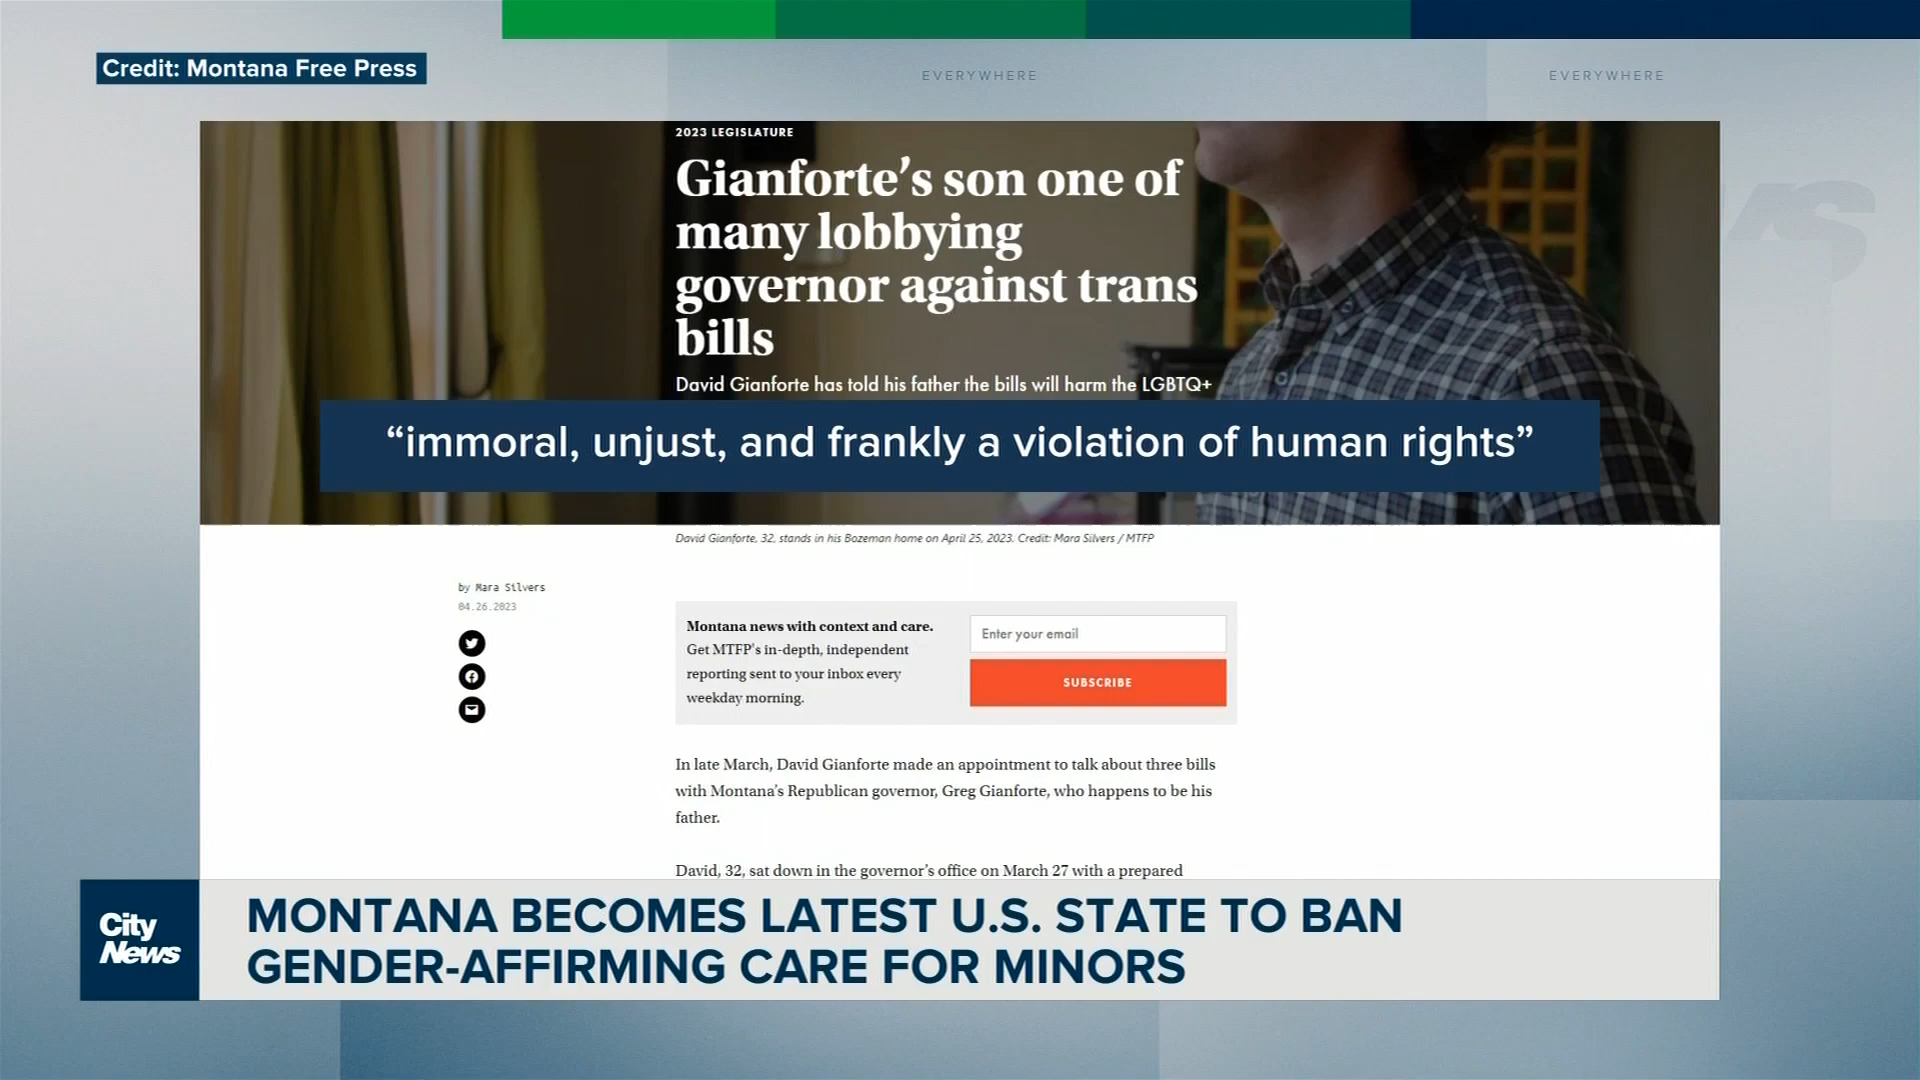 Credit: Montana Free Press
EVERYWHERE
EVERYWHERE
2023 LEGISLATURE
Gianforte’s son one of
many lobbying
governor against trans
bills
David Gianforte has told his father the bills will harm the LGBTQ+
“immoral, unjust, and frankly a violation of human rights”
David Gianforte, 32, stands in his Bozeman home on April 25, 2023. Credit: Mara Silvers / MTFP
by Mara Silvers
04.26.2023
Montana news with context and care.
Get MTFP's in-depth, independent
reporting sent to your inbox every
weekday morning.
Enter your email
SUBSCRIBE
In late March, David Gianforte made an appointment to talk about three bills
with Montana’s Republican governor, Greg Gianforte, who happens to be his
father.
David, 32, sat down in the governor’s office on March 27 with a prepared
City
News
MONTANA BECOMES LATEST U.S. STATE TO BAN
GENDER-AFFIRMING CARE FOR MINORS